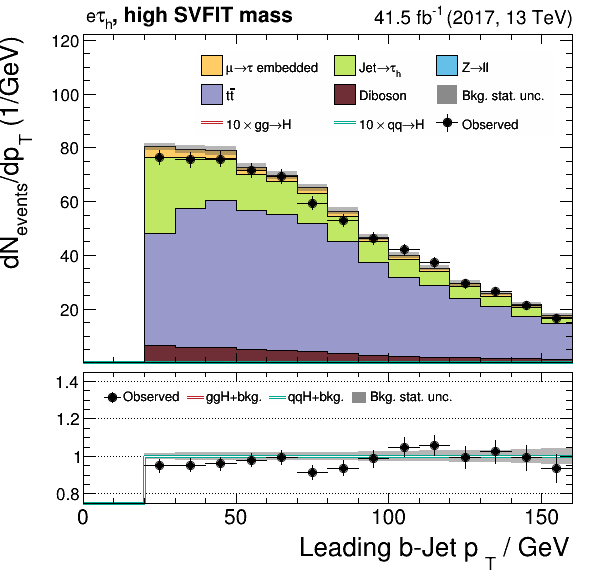 eτh, high SVFIT mass 41.5 fb-1 (2017, 13 TeV)
120
μ→τ embedded Jet→τh Z→ll
tt̄ Diboson Bkg. stat. unc.
10 × gg→H 10 × qq→H Observed
100
80
60
40
20
dNevents/dpT (1/GeV)
1.4
Observed ggH+bkg. qqH+bkg. Bkg. stat. unc.
1.2
1
0.8
0 50 100 150
Leading b-Jet pT / GeV